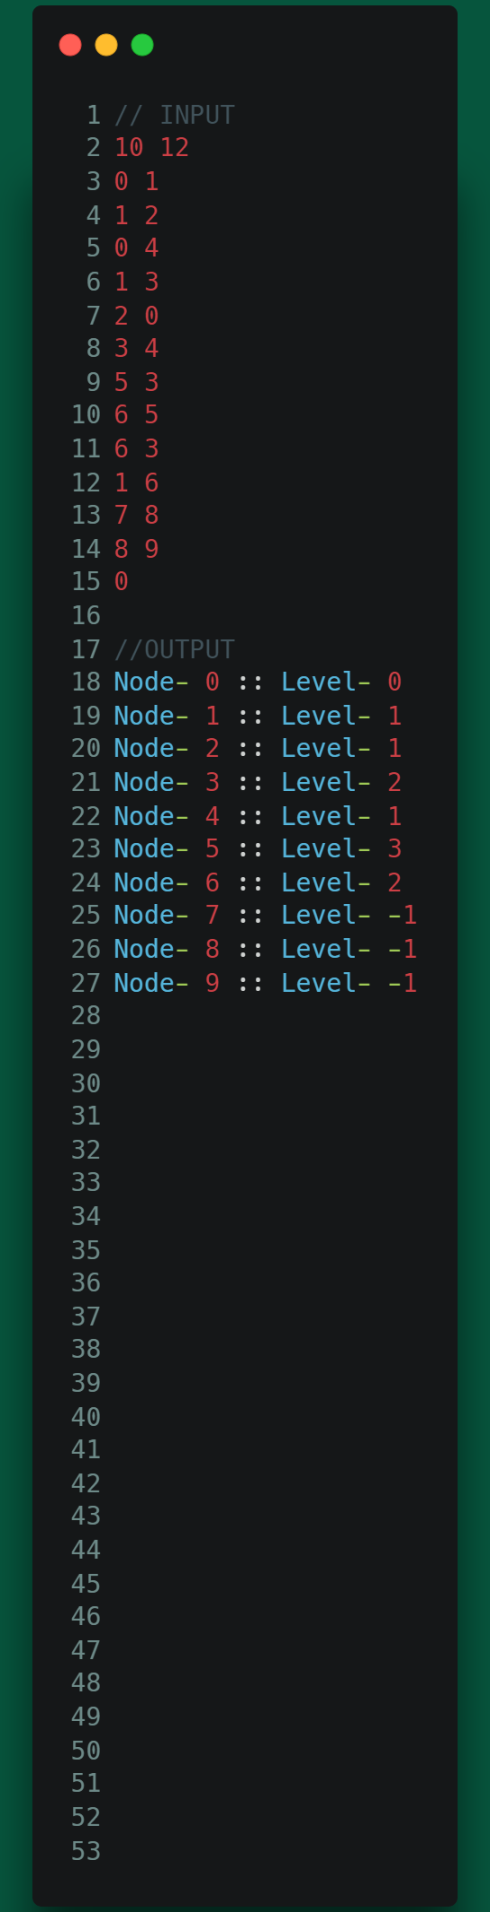 1 // INPUT
2 10 12
3 0 1
4 1 2
5 0 4
6 1 3
7 2 0
8 3 4
9 5 3
10 6 5
11 6 3
12 1 6
13 7 8
14 8 9
15 0
16
17 //OUTPUT
18 Node- 0 :: Level- 0
19 Node- 1 :: Level- 1
20 Node- 2 :: Level- 1
21 Node- 3 :: Level- 2
22 Node- 4 :: Level- 1
23 Node- 5 :: Level- 3
24 Node- 6 :: Level- 2
25 Node- 7 :: Level- -1
26 Node- 8 :: Level- -1
27 Node- 9 :: Level- -1
28
29
30
31
32
33
34
35
36
37
38
39
40
41
42
43
44
45
46
47
48
49
50
51
52
53